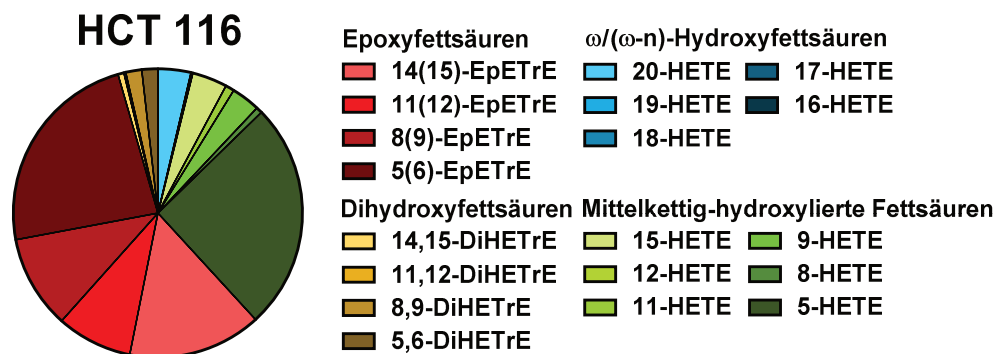 HCT 116
Epoxyfettsäuren
14(15)-EpETrE
11(12)-EpETrE
8(9)-EpETrE
5(6)-EpETrE
ω/(ω-n)-Hydroxyfettsäuren
20-HETE 17-HETE
19-HETE 16-HETE
18-HETE
Dihydroxyfettsäuren
14,15-DiHETrE
11,12-DiHETrE
8,9-DiHETrE
5,6-DiHETrE
Mittelkettig-hydroxylierte Fettsäuren
15-HETE 9-HETE
12-HETE 8-HETE
11-HETE 5-HETE